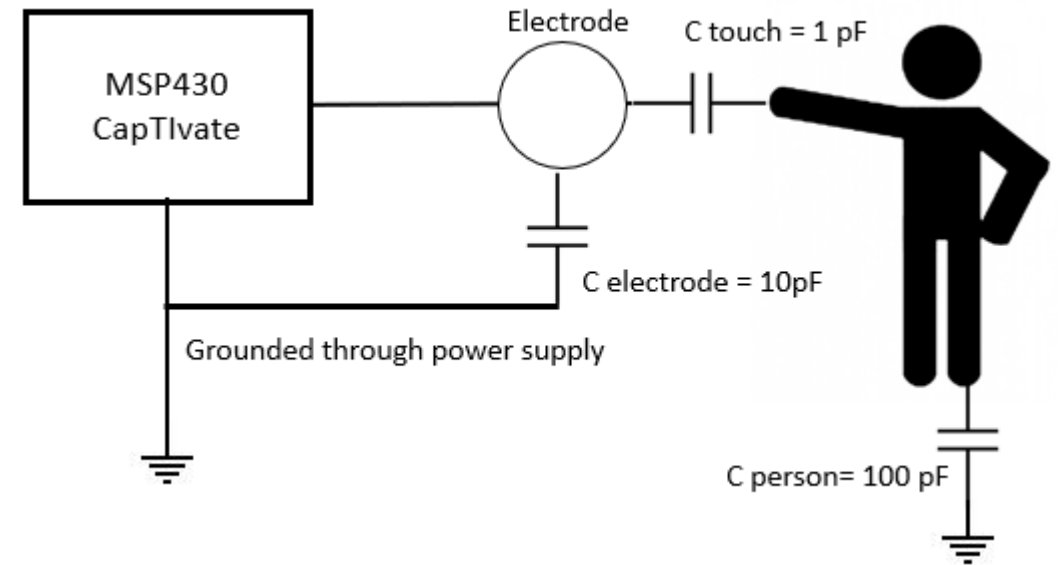 Electrode
C touch = 1 pF
MSP430
CapTIvate
C electrode = 10pF
Grounded through power supply
C person= 100 pF